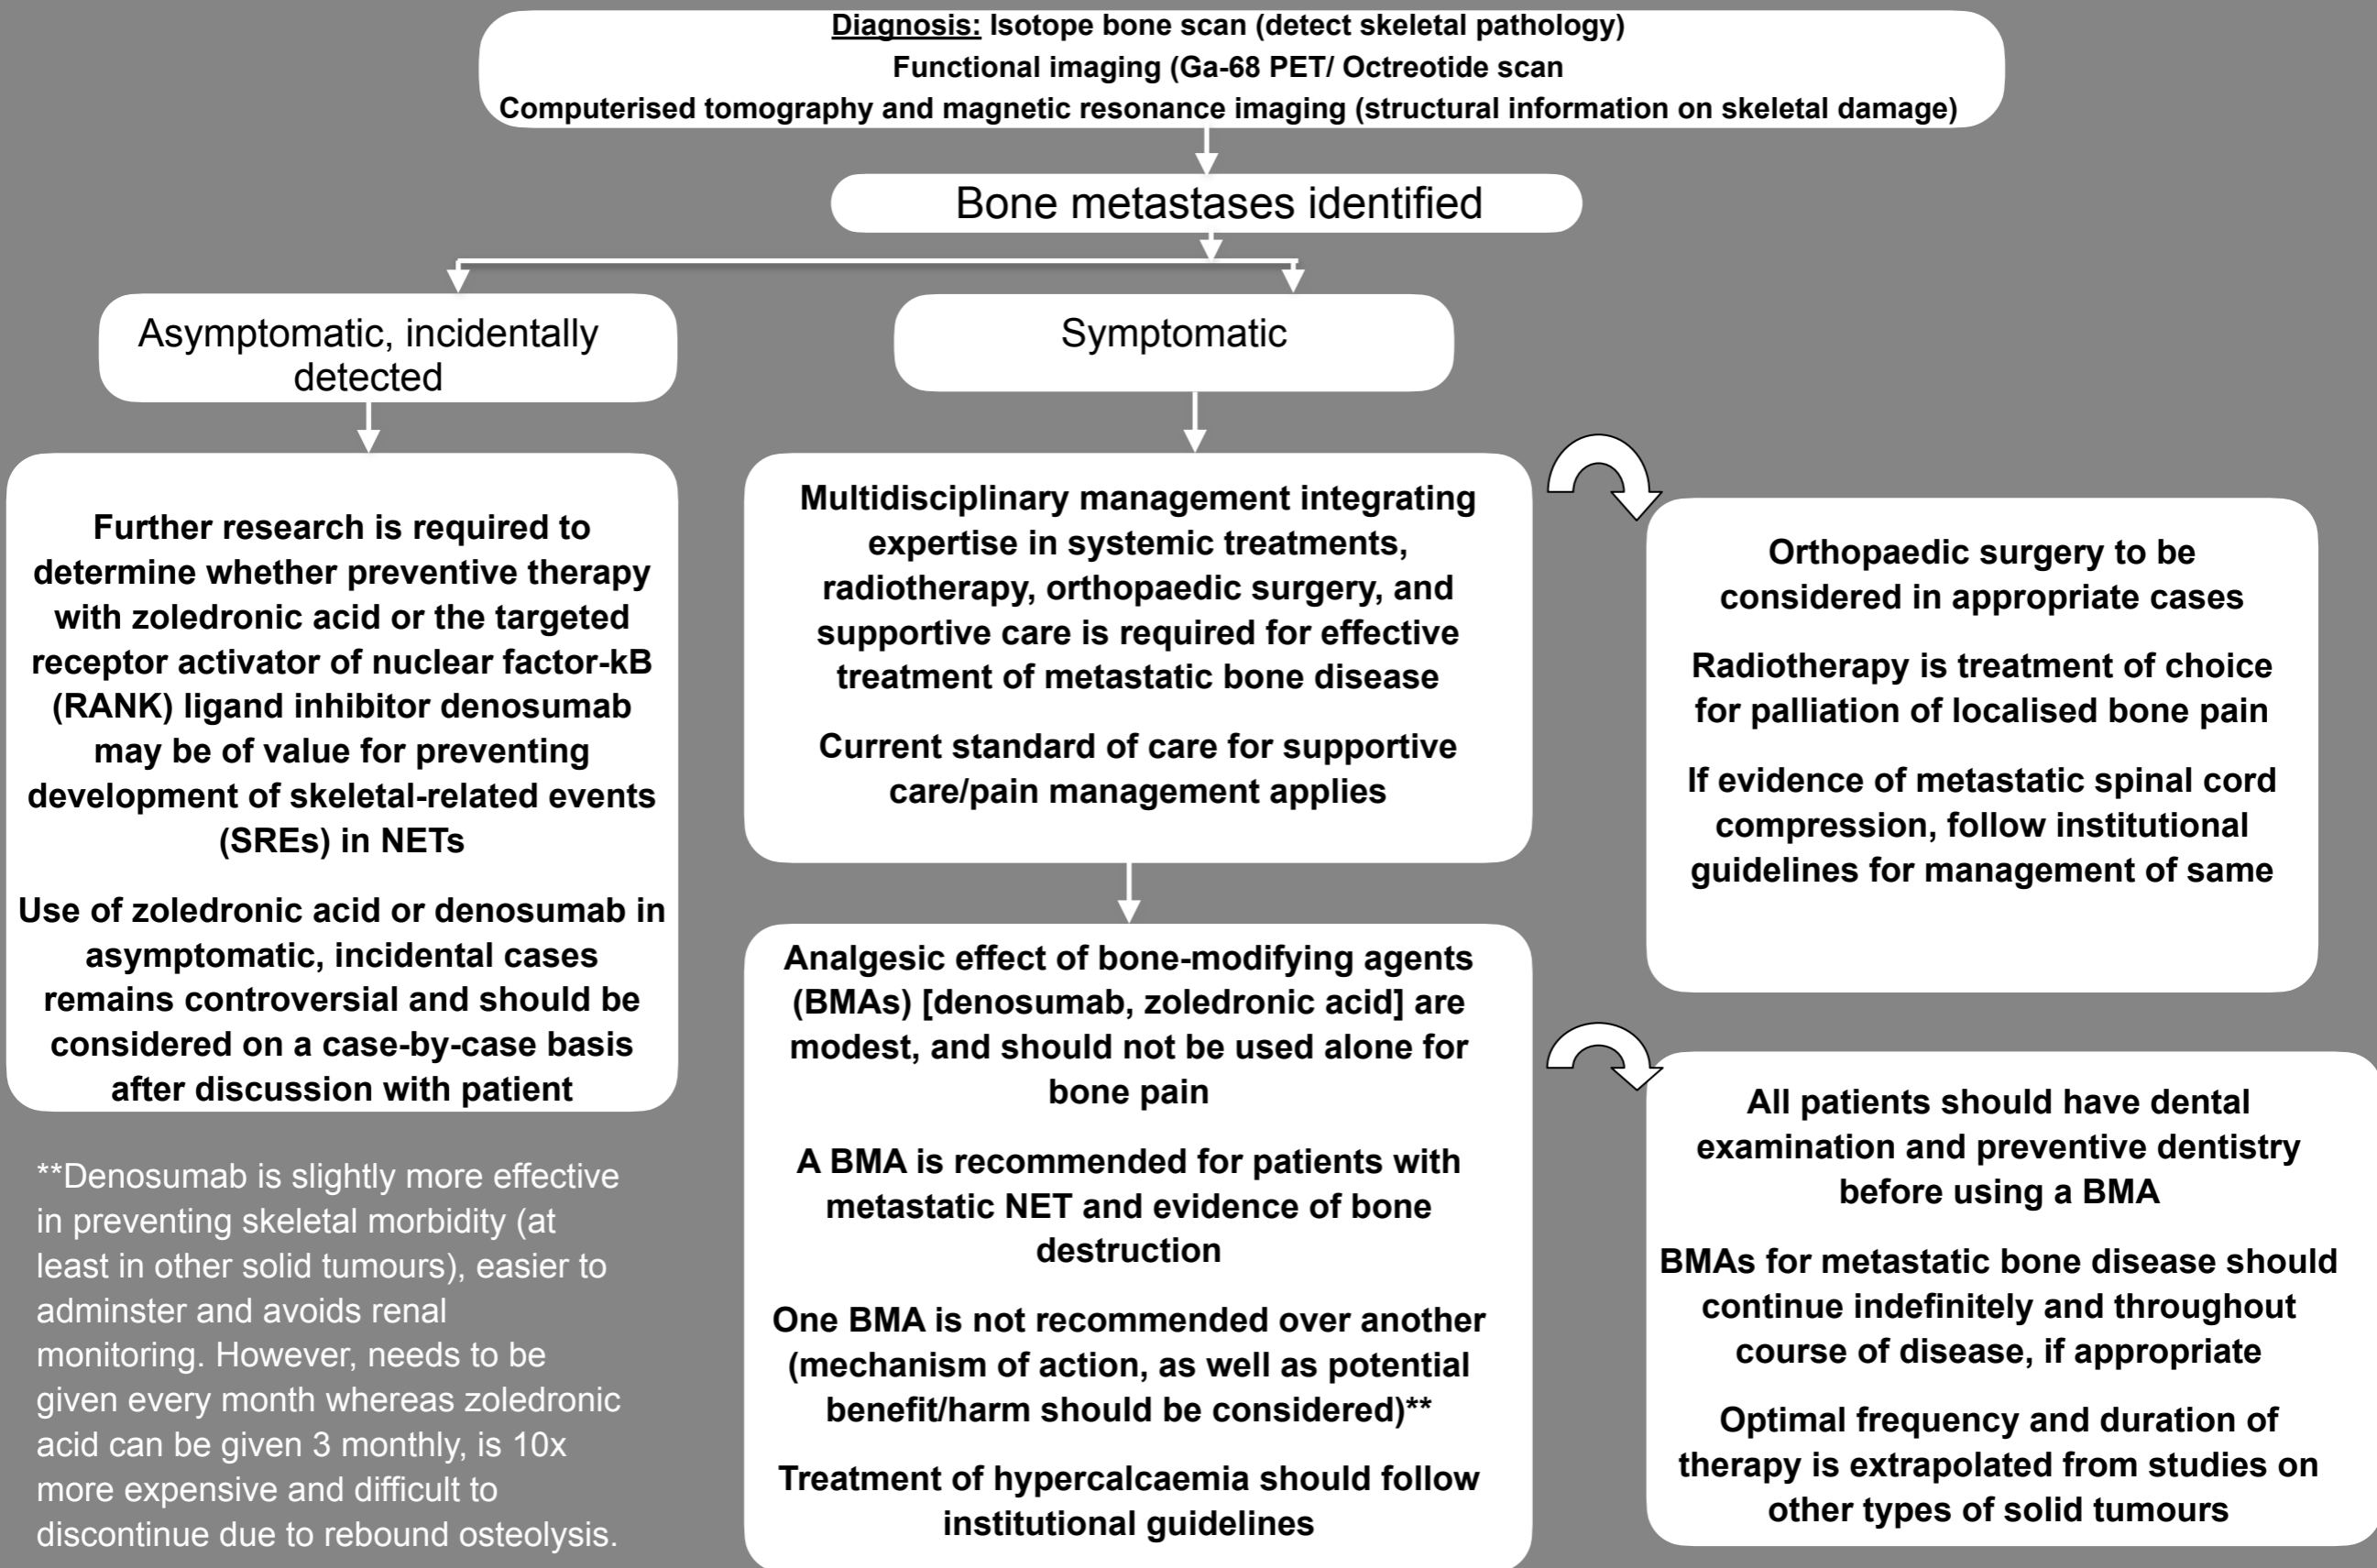 Diagnosis: Isotope bone scan (detect skeletal pathology)
Functional imaging (Ga-68 PET/ Octreotide scan
Computerised tomography and magnetic resonance imaging (structural information on skeletal damage)
Bone metastases identified
Asymptomatic, incidentally
detected
Symptomatic
Further research is required to
determine whether preventive therapy
with zoledronic acid or the targeted
receptor activator of nuclear factor-kB
(RANK) ligand inhibitor denosumab
may be of value for preventing
development of skeletal-related events
(SREs) in NETs
Use of zoledronic acid or denosumab in
asymptomatic, incidental cases
remains controversial and should be
considered on a case-by-case basis
after discussion with patient
Multidisciplinary management integrating
expertise in systemic treatments,
radiotherapy, orthopaedic surgery, and
supportive care is required for effective
treatment of metastatic bone disease
Current standard of care for supportive
care/pain management applies
Orthopaedic surgery to be
considered in appropriate cases
Radiotherapy is treatment of choice
for palliation of localised bone pain
If evidence of metastatic spinal cord
compression, follow institutional
guidelines for management of same
Analgesic effect of bone-modifying agents
(BMAs) [denosumab, zoledronic acid] are
modest, and should not be used alone for
bone pain
A BMA is recommended for patients with
metastatic NET and evidence of bone
destruction
One BMA is not recommended over another
(mechanism of action, as well as potential
benefit/harm should be considered)**
Treatment of hypercalcaemia should follow
institutional guidelines
All patients should have dental
examination and preventive dentistry
before using a BMA
BMAs for metastatic bone disease should
continue indefinitely and throughout
course of disease, if appropriate
Optimal frequency and duration of
therapy is extrapolated from studies on
other types of solid tumours
**Denosumab is slightly more effective
in preventing skeletal morbidity (at
least in other solid tumours), easier to
adminster and avoids renal
monitoring. However, needs to be
given every month whereas zoledronic
acid can be given 3 monthly, is 10x
more expensive and difficult to
discontinue due to rebound osteolysis.